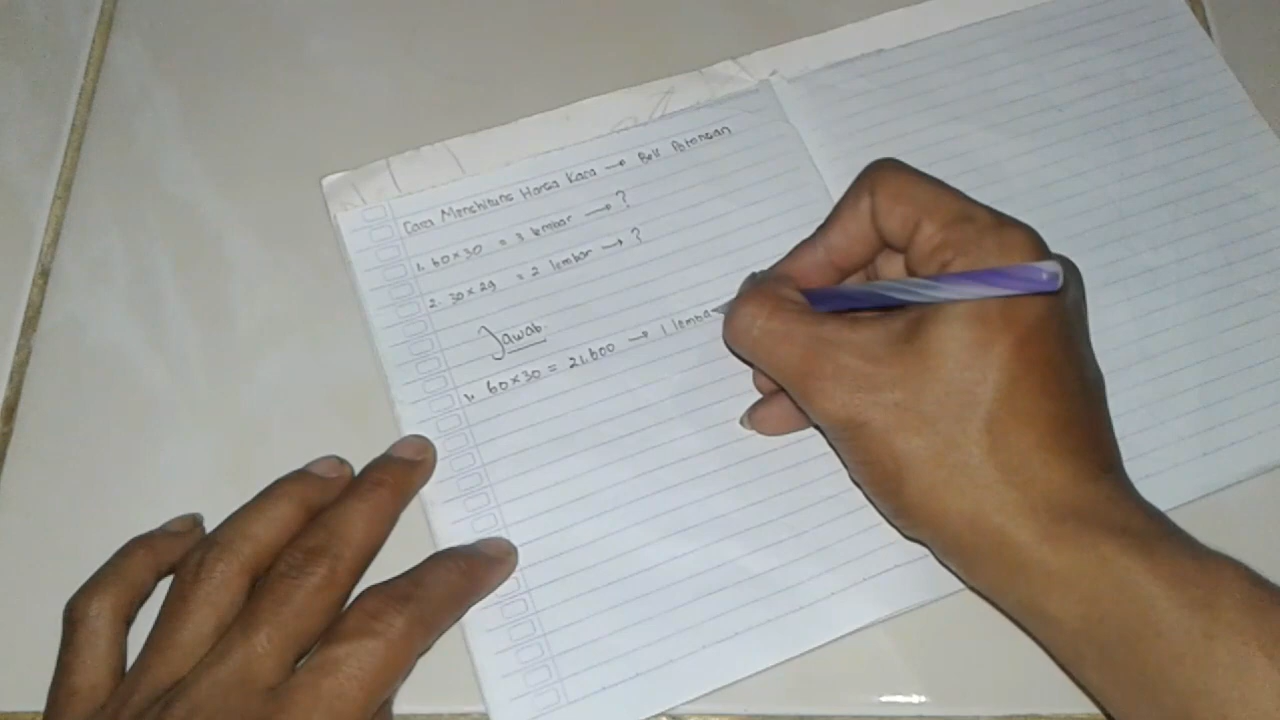 Cara Menghitung Harga Kaca → Beli Potongan
1. 60 x 30 = 3 lembar → ?
2. 30 x 29 = 2 lembar → ?
Jawab.
1. 60 x 30 = 21.600 → 1 lemba